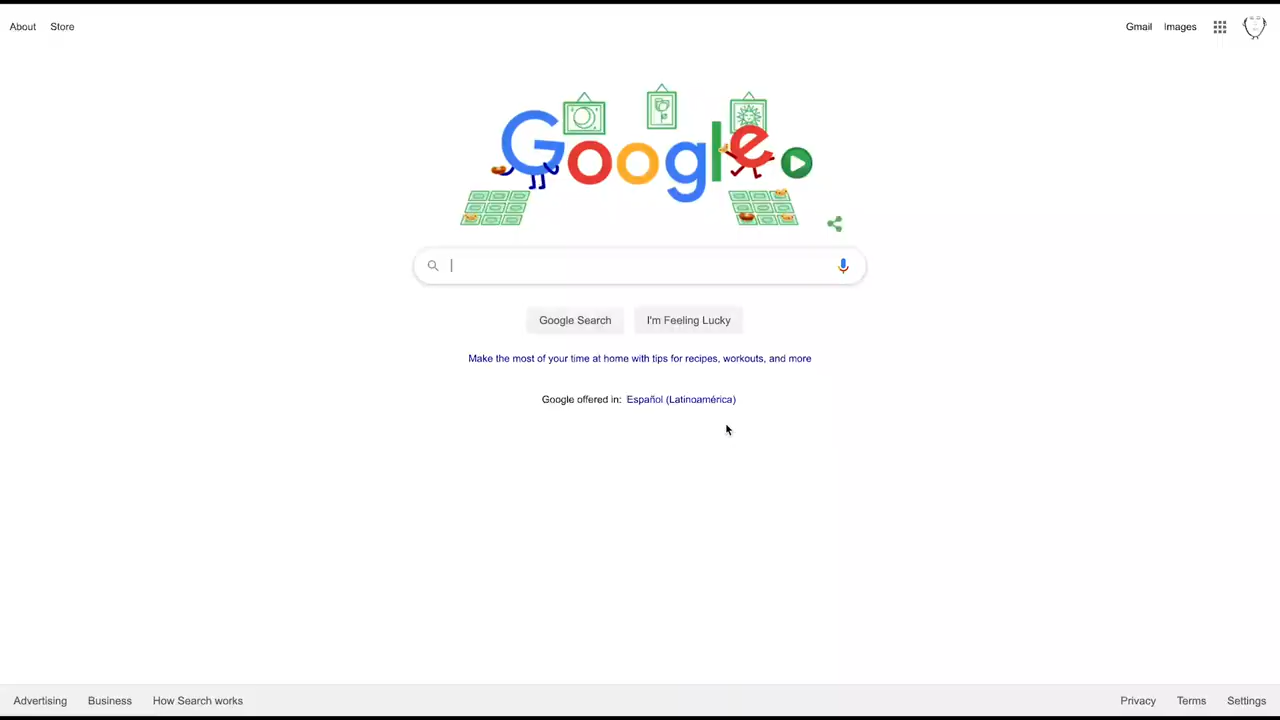 About Store
Gmail Images
Google
Google Search I'm Feeling Lucky
Make the most of your time at home with tips for recipes, workouts, and more
Google offered in: Español (Latinoamérica)
Advertising Business How Search works
Privacy Terms Settings